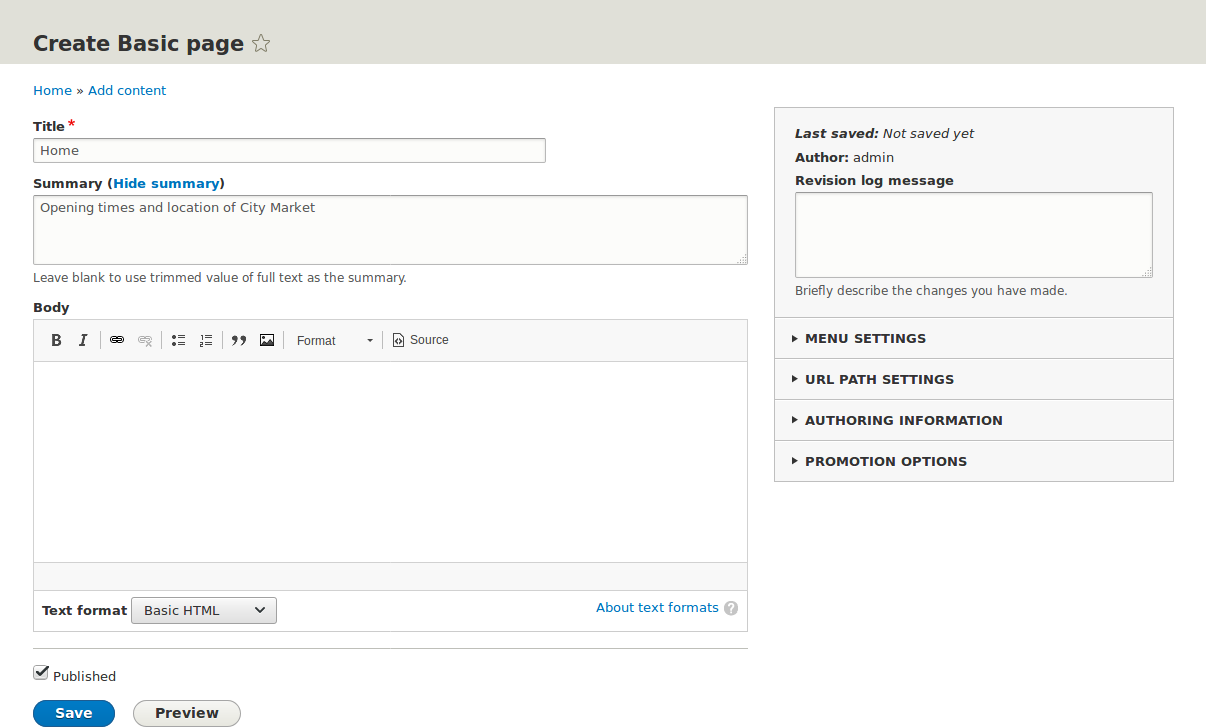 Create Basic page
Home » Add content
Title *
Home
Summary (Hide summary)
Opening times and location of City Market
Leave blank to use trimmed value of full text as the summary.
Body
B I Format Source
Text format Basic HTML About text formats ?
Published
Save Preview
Last saved: Not saved yet
Author: admin
Revision log message
Briefly describe the changes you have made.
MENU SETTINGS
URL PATH SETTINGS
AUTHORING INFORMATION
PROMOTION OPTIONS